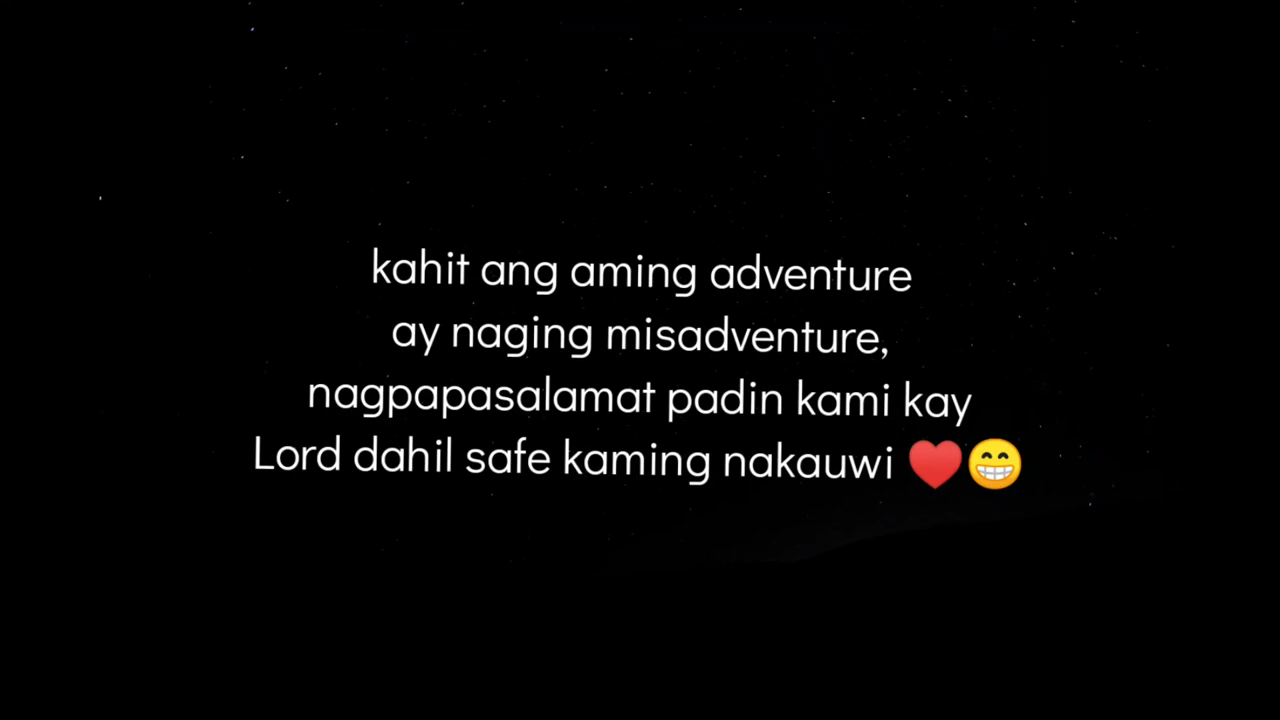 kahit ang aming adventure
ay naging misadventure,
nagpapasalamat padin kami kay
Lord dahil safe kaming nakauwi ❤️😁